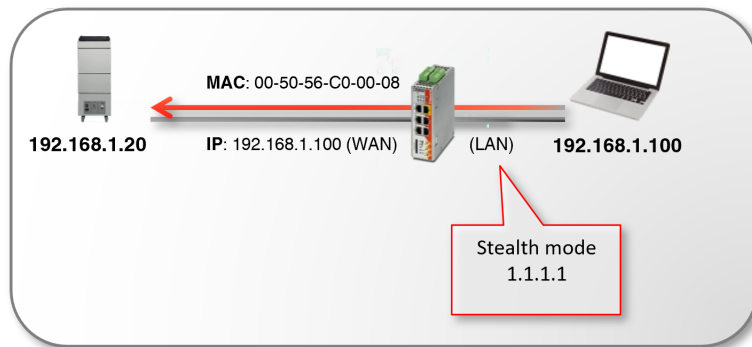 MAC: 00-50-56-C0-00-08
192.168.1.20
IP: 192.168.1.100 (WAN)
(LAN)
192.168.1.100
Stealth mode
1.1.1.1